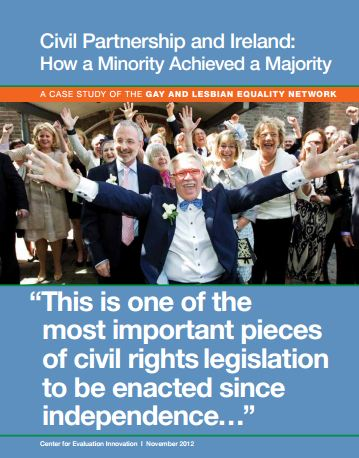 Civil Partnership and Ireland:
How a Minority Achieved a Majority
A CASE STUDY OF THE GAY AND LESBIAN EQUALITY NETWORK
“This is one of the
most important pieces
of civil rights legislation
to be enacted since
independence…”
Center for Evaluation Innovation | November 2012